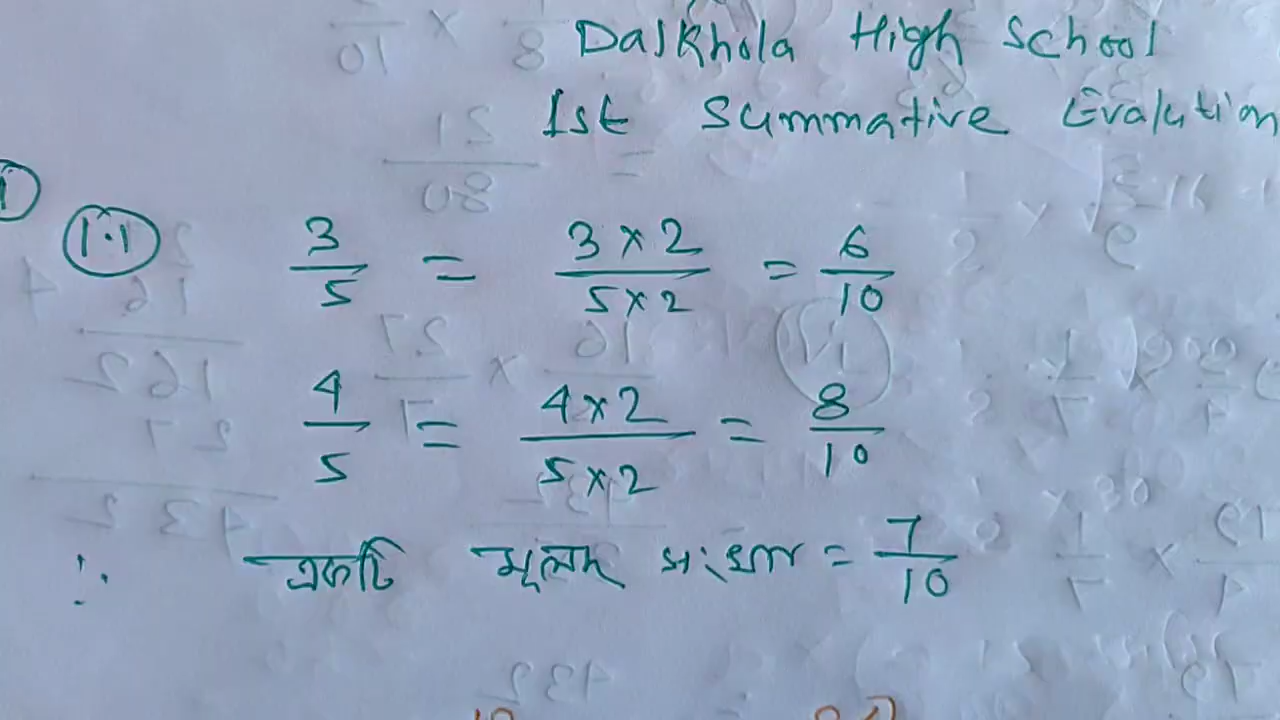 Dalkhola High School
1st Summative Evalution
1
1.1 3/5 = 3 x 2 / 5 x 2 = 6/10
4/5 = 4 x 2 / 5 x 2 = 8/10
∴ একটি মূলদ সংখ্যা = 7/10